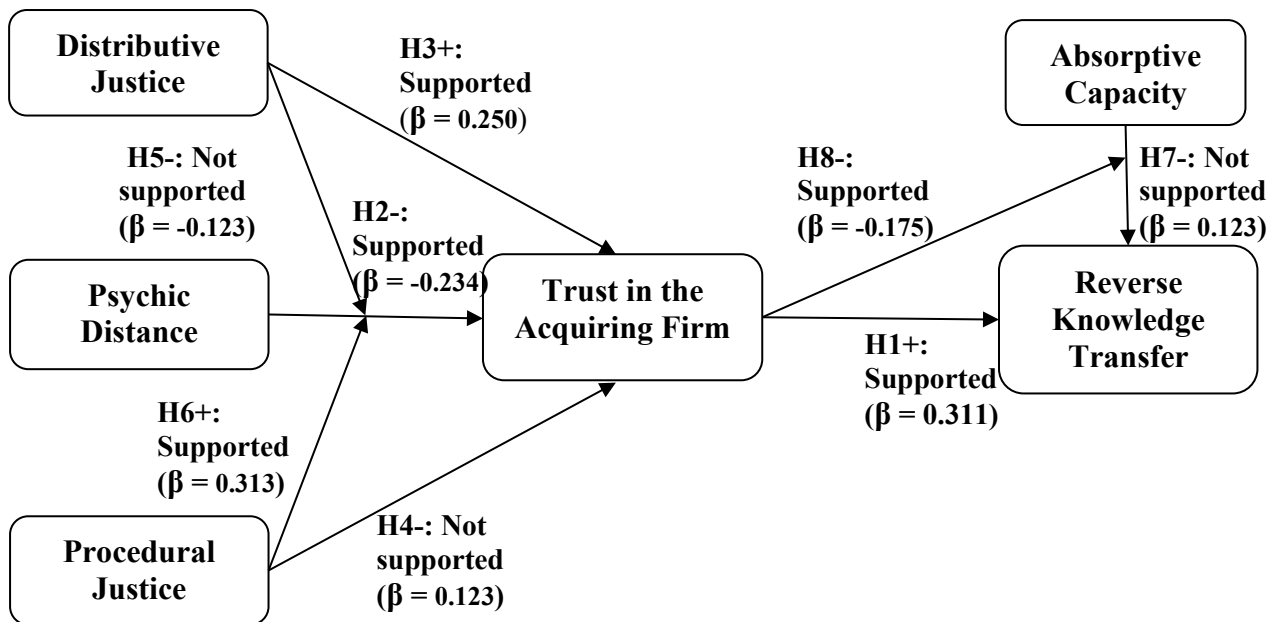 Distributive
Justice
H3+:
Supported
(β = 0.250)
Absorptive
Capacity
H5-: Not
supported
(β = -0.123)
H2-:
Supported
(β = -0.234)
H8-:
Supported
(β = -0.175)
H7-: Not
supported
(β = 0.123)
Psychic
Distance
Trust in the
Acquiring Firm
Reverse
Knowledge
Transfer
H1+:
Supported
(β = 0.311)
H6+:
Supported
(β = 0.313)
H4-: Not
supported
(β = 0.123)
Procedural
Justice